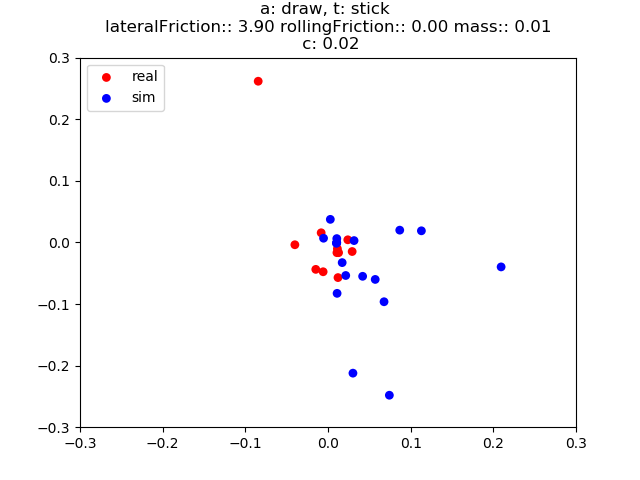 a: draw, t: stick
lateralFriction:: 3.90 rollingFriction:: 0.00 mass:: 0.01
c: 0.02
0.3
real
sim
0.2
0.1
0.0
−0.1
−0.2
−0.3
−0.3 −0.2 −0.1 0.0 0.1 0.2 0.3